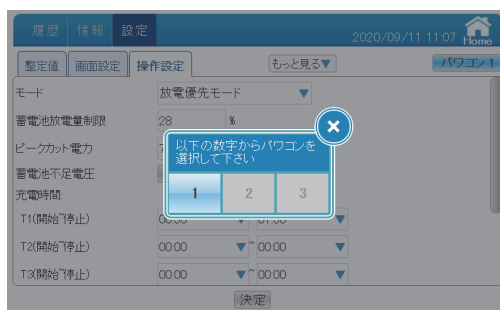 履歴 情報 設定
2020/09/11 11:07 Home
整定値 画面設定 操作設定 もっと見る▼ パワコン 1
モード 放電優先モード ▼
蓄電池放電量制限 28 %
ピークカット電力
蓄電池不足電圧
充電時間:
以下の数字からパワコンを
選択して下さい
1 2 3
T1(開始~停止) 00:00 ▼ ~ 01:00 ▼
T2(開始~停止) 00:00 ▼ ~ 00:00 ▼
T3(開始~停止) 00:00 ▼ ~ 00:00 ▼
決定